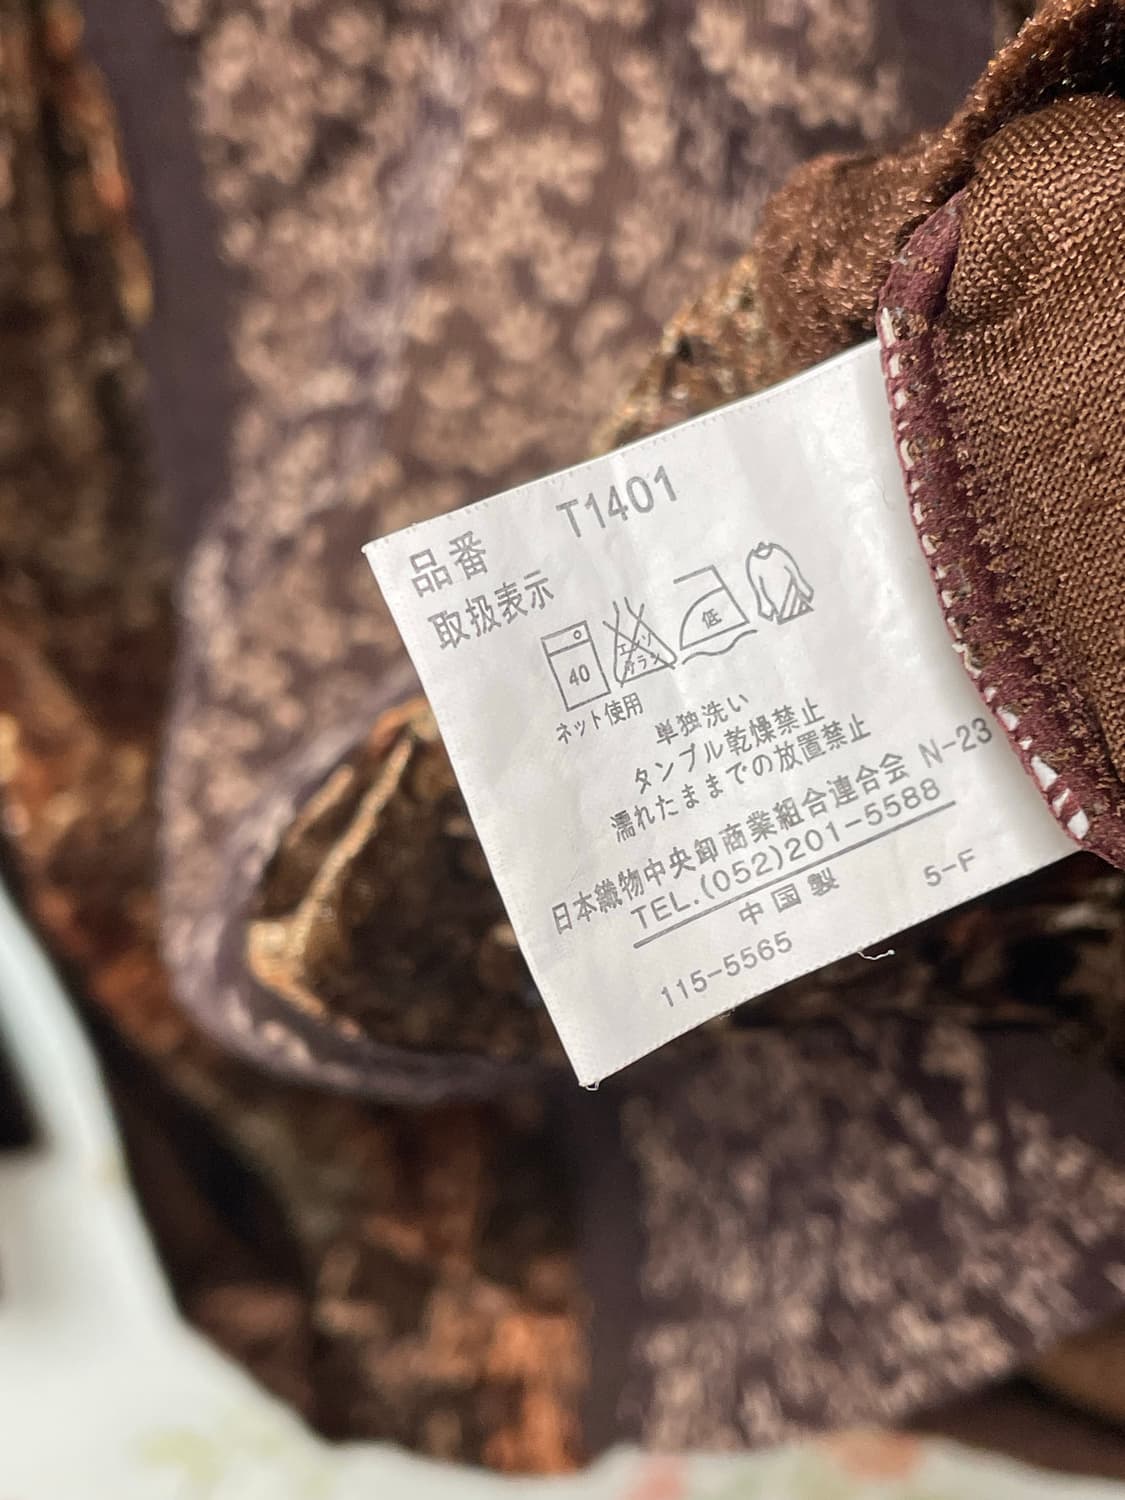 品番 T1401
取扱表示
40
エンソ
サラシ
低
ネット使用
単独洗い
タンブル乾燥禁止
濡れたままでの放置禁止
日本織物中央卸商業組合連合会 N-23
TEL.(052)201-5588
中国製
5-F
115-5565